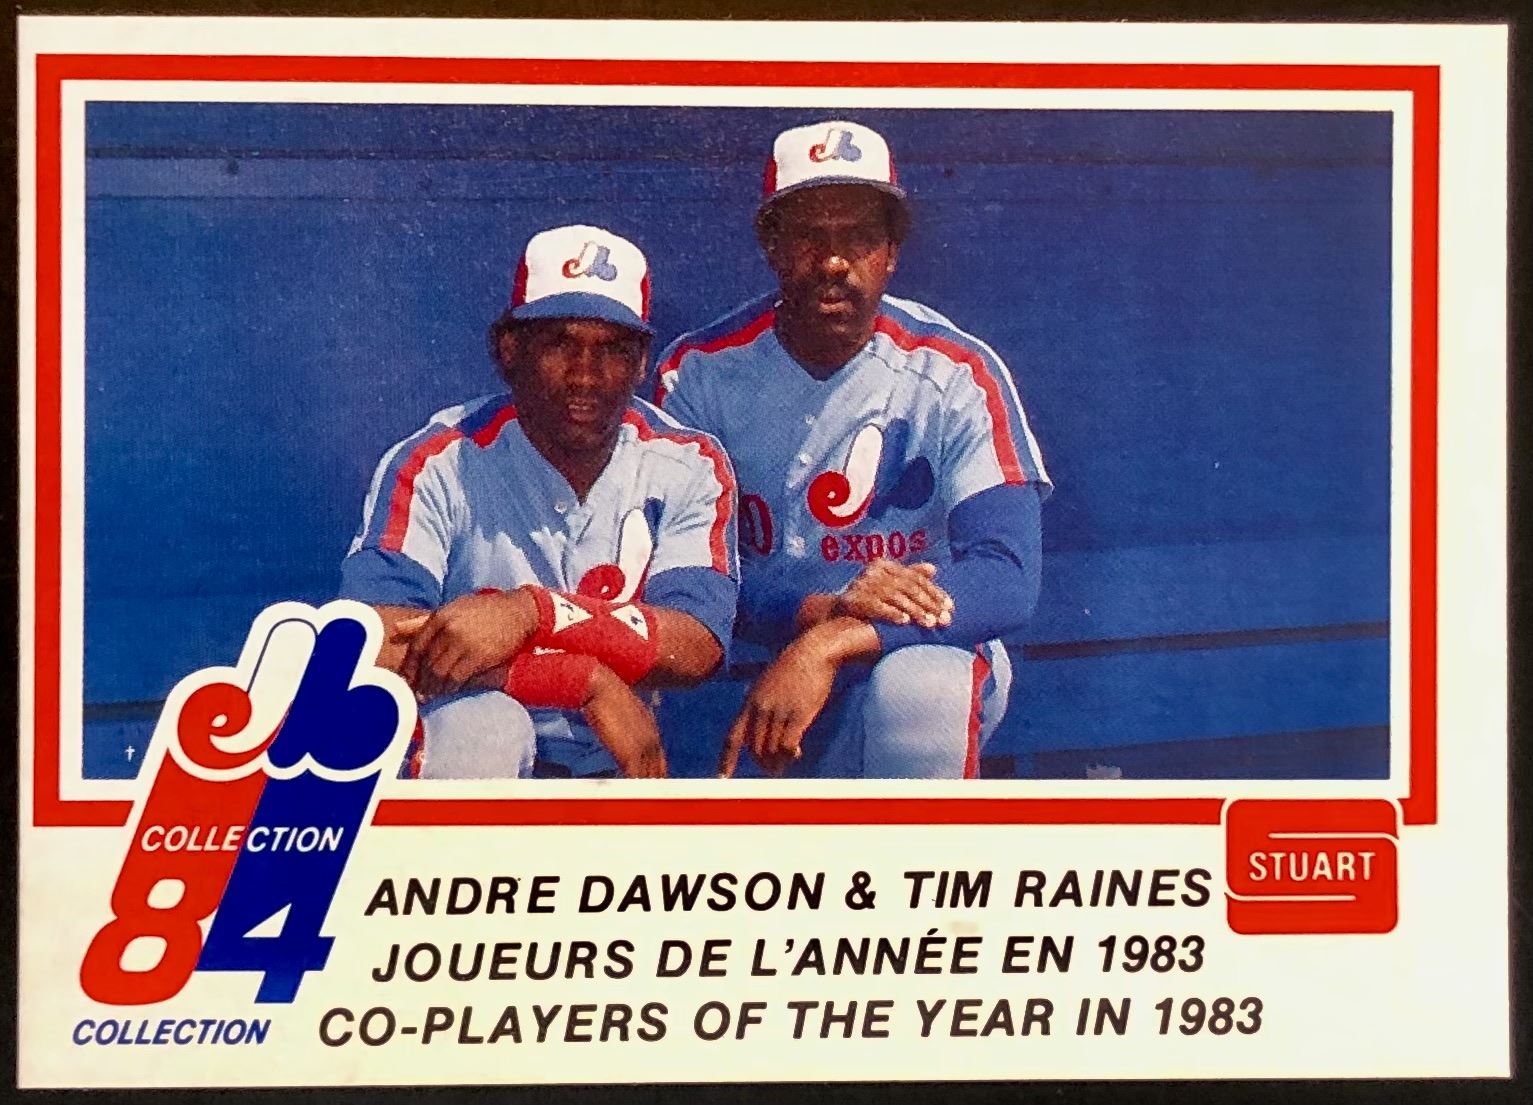 expos
COLLECTION
84
COLLECTION
STUART
ANDRE DAWSON & TIM RAINES
JOUEURS DE L'ANNÉE EN 1983
CO-PLAYERS OF THE YEAR IN 1983